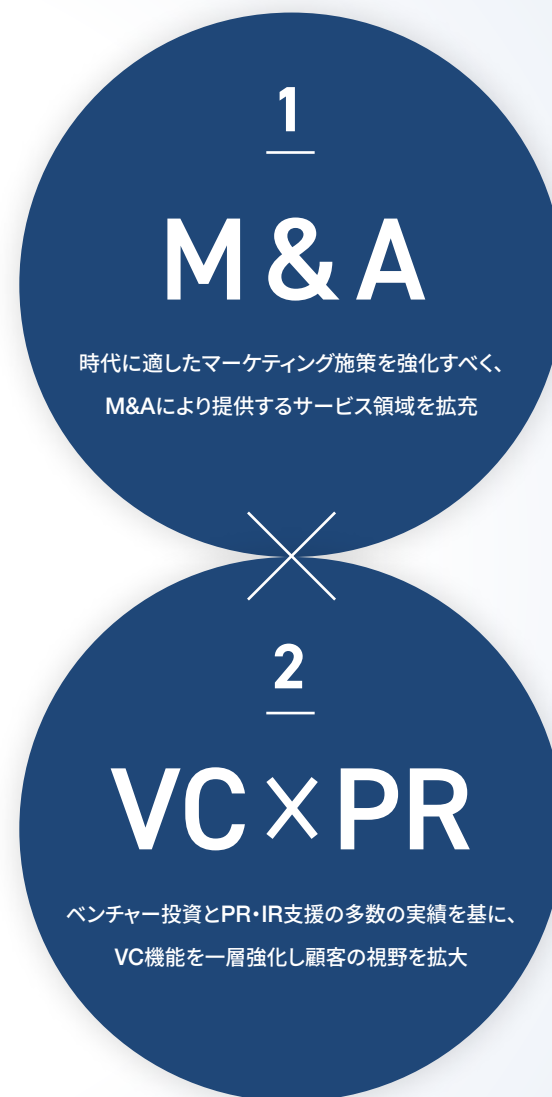 1
M&A
時代に適したマーケティング施策を強化すべく、
M&Aにより提供するサービス領域を拡充
2
VC×PR
ベンチャー投資とPR・IR支援の多数の実績を基に、
VC機能を一層強化し顧客の視野を拡大